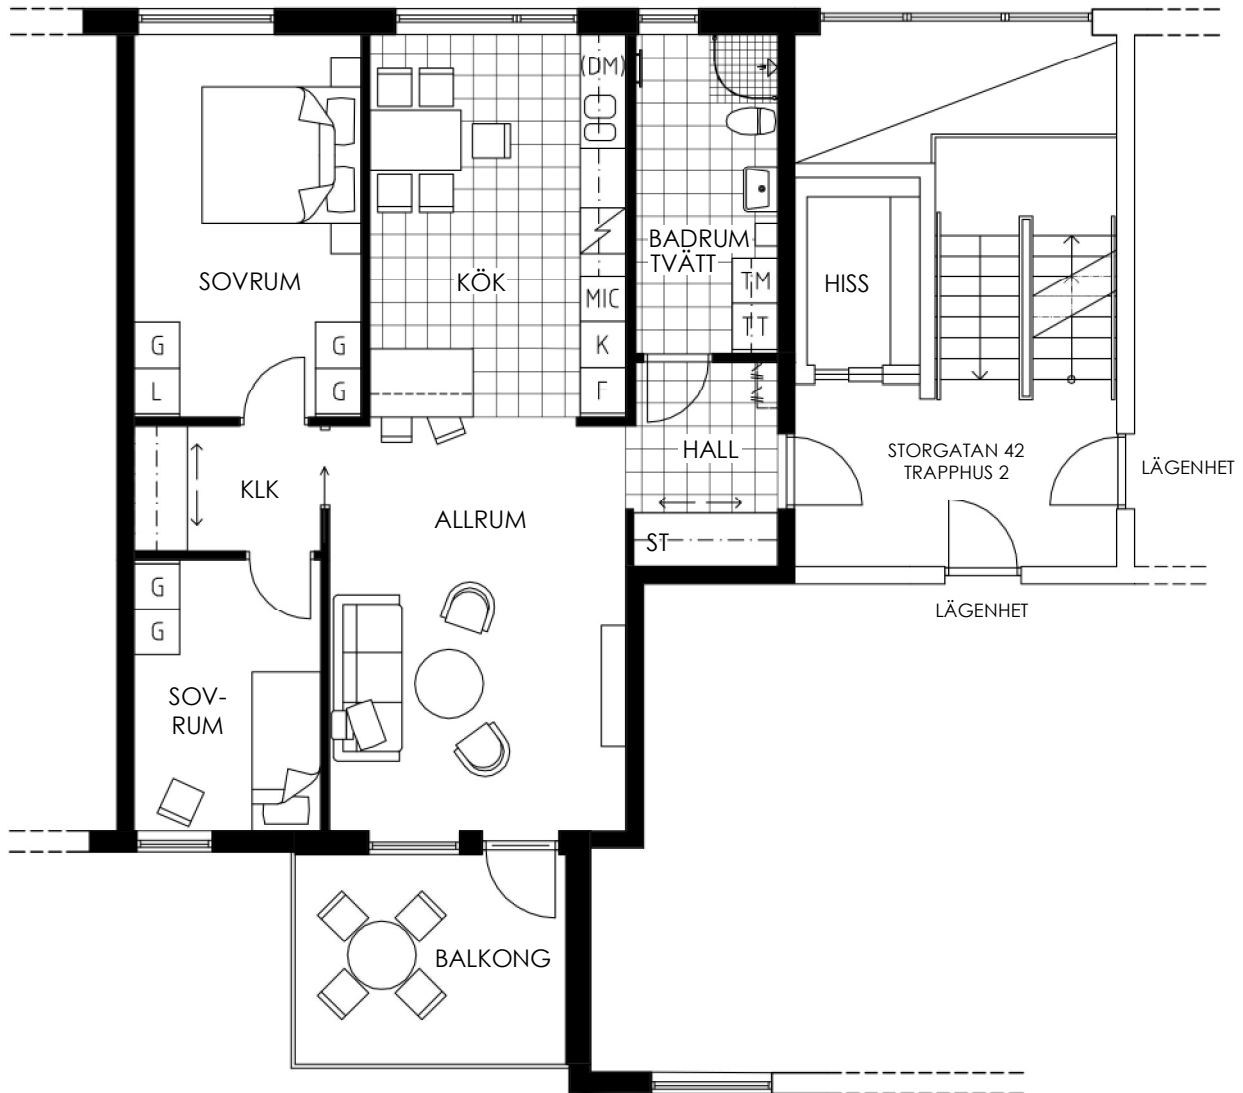 (DM)
BADRUM
TVÄTT
SOVRUM
KÖK
TM
HISS
MIC
TT
G
G
K
L
G
F
HALL
STORGATAN 42
TRAPPHUS 2
LÄGENHET
KLK
ALLRUM
ST
G
LÄGENHET
G
SOV-
RUM
BALKONG